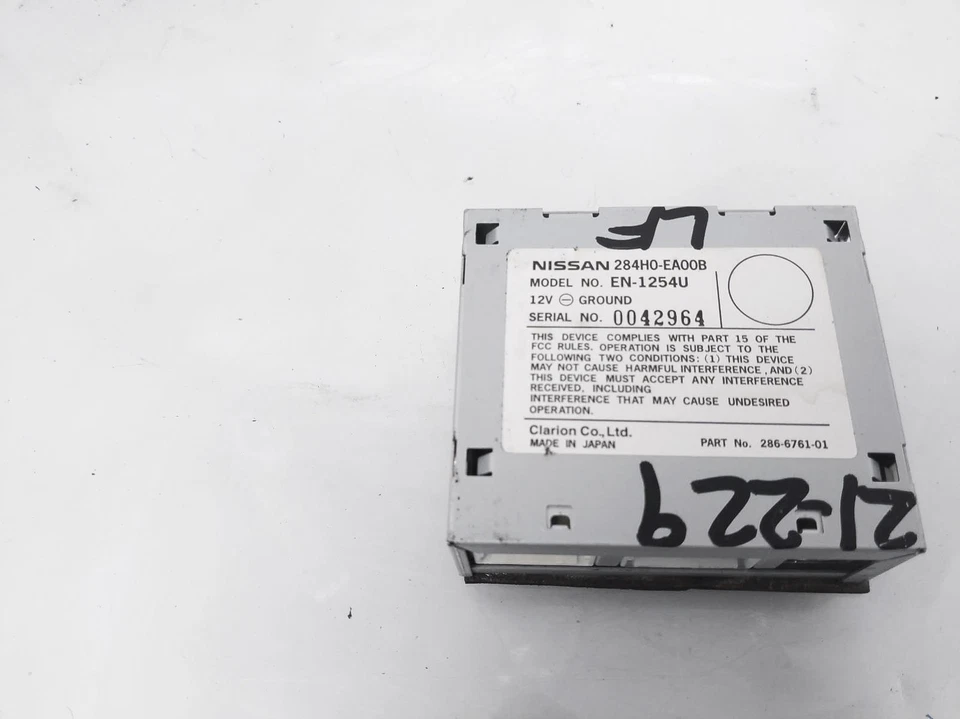 LF
NISSAN 284H0-EA00B
MODEL NO. EN-1254U
12V ⊖ GROUND
SERIAL NO. 0042964
THIS DEVICE COMPLIES WITH PART 15 OF THE
FCC RULES. OPERATION IS SUBJECT TO THE
FOLLOWING TWO CONDITIONS: (1) THIS DEVICE
MAY NOT CAUSE HARMFUL INTERFERENCE, AND (2)
THIS DEVICE MUST ACCEPT ANY INTERFERENCE
RECEIVED, INCLUDING
INTERFERENCE THAT MAY CAUSE UNDESIRED
OPERATION.
Clarion Co., Ltd.
MADE IN JAPAN PART No. 286-6761-01
21-229